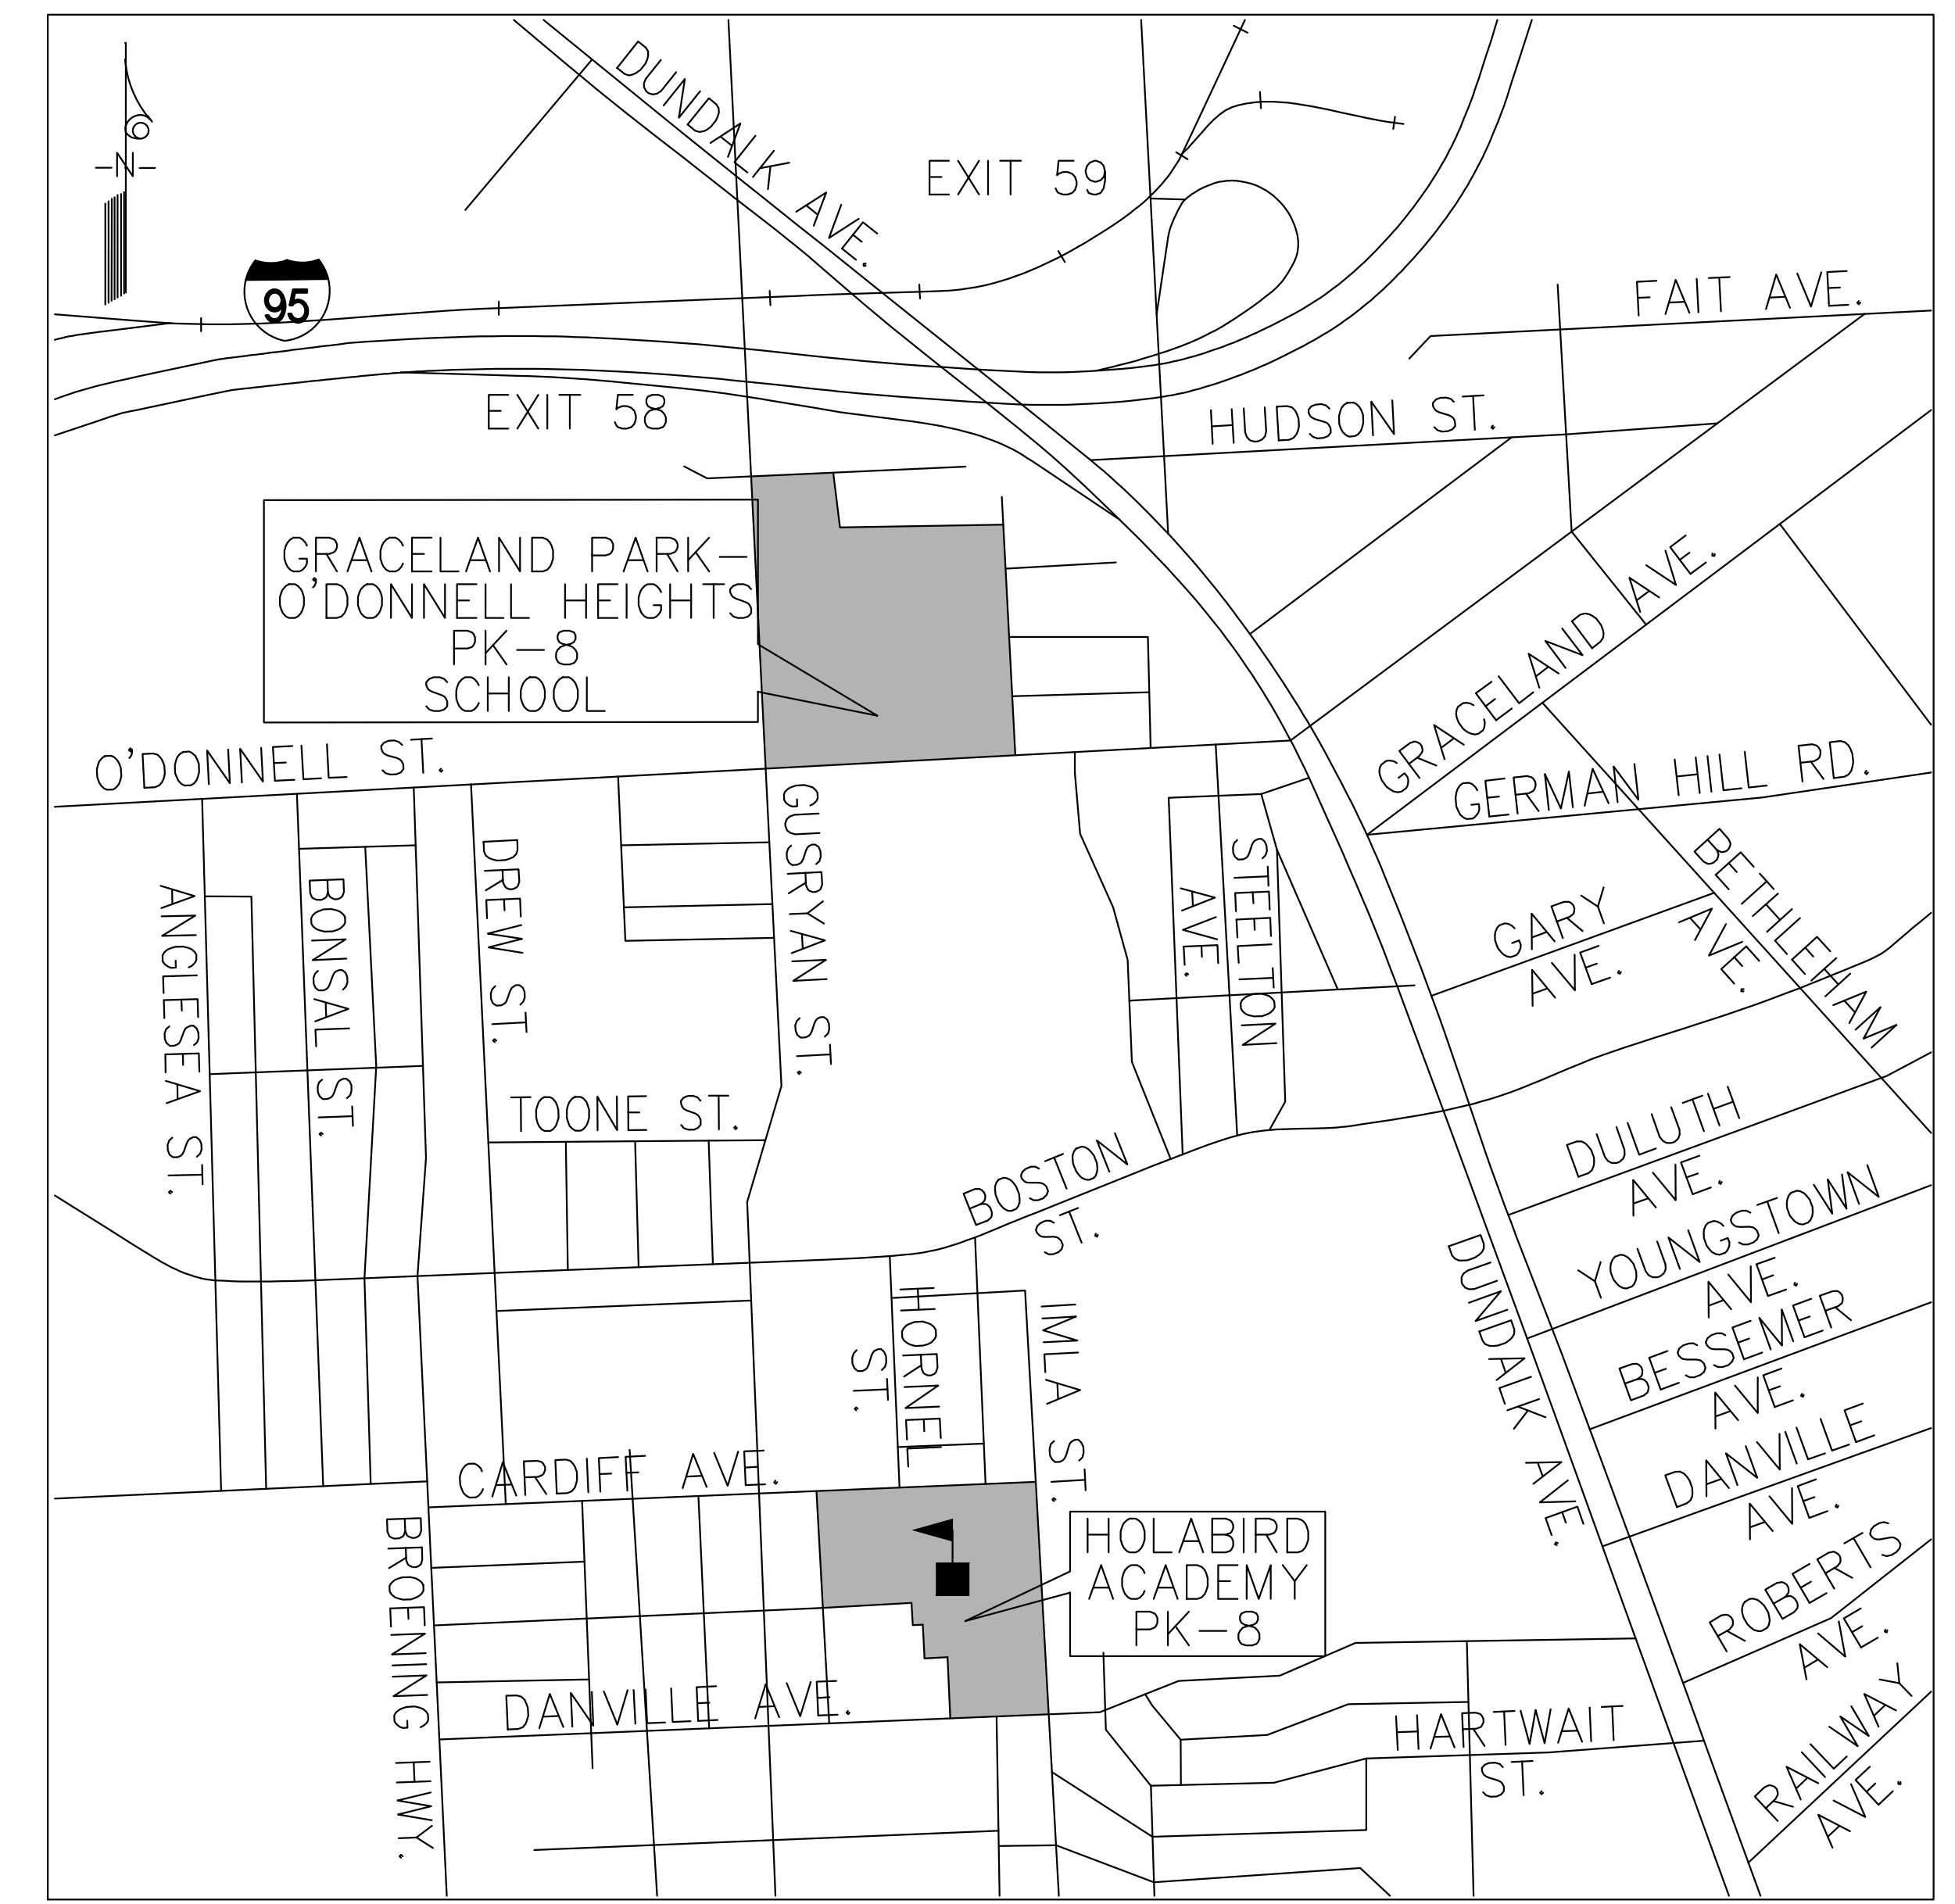 DUNDALK AVE.
-N-
EXIT 59
95
FAIT AVE.
EXIT 58
HUDSON ST.
GRACELAND PARK-
O'DONNELL HEIGHTS
PK-8
SCHOOL
GRACELAND AVE.
O'DONNELL ST.
GERMAN HILL RD.
GUSRYAN ST.
DREW ST.
STEELTON
AVE.
BETHLEHAM
AVE.
ANGLESEA ST.
BONSAL ST.
GARY
AVE.
TOONE ST.
BOSTON
ST.
DULUTH
AVE.
YOUNGSTOWN
AVE.
DUNDALK AVE.
HORNEL
ST.
IMLA ST.
BESSEMER
AVE.
CARDIFF AVE.
DANVILLE
AVE.
BROENING HWY.
HOLABIRD
ACADEMY
PK-8
ROBERTS
AVE.
DANVILLE AVE.
HARTWAIT
ST.
RAILWAY
AVE.